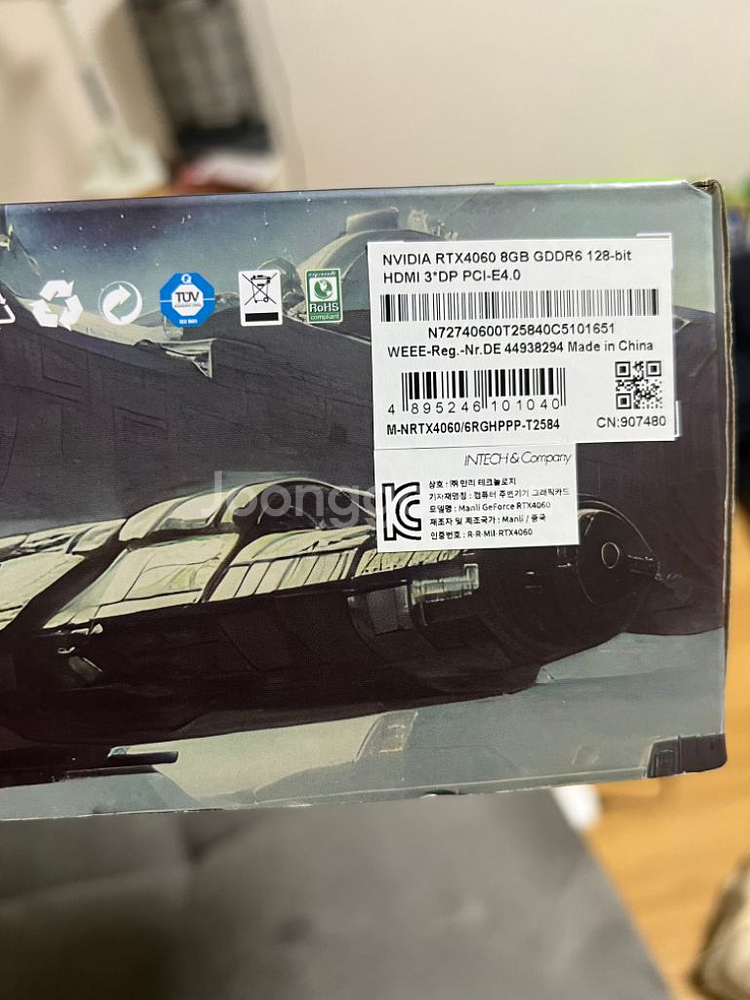 NVIDIA RTX4060 8GB GDDR6 128-bit
HDMI 3*DP PCI-E4.0
N72740600T25840C5101651
WEEE-Reg.-Nr.DE 44938294 Made in China
4 895246 101040
M-NRTX4060/6RGHPPP-T2584
CN:907480
Q
TÜV
RoHS
compliant
INTECH & Company
상호 : ㈜만리 테크놀로지
기자재명칭 : 컴퓨터 주변기기 그래픽카드
모델명 : Manli GeForce RTX4060
제조자 및 제조국가 : Manli / 중국
인증번호 : R-R-Mll-RTX4060